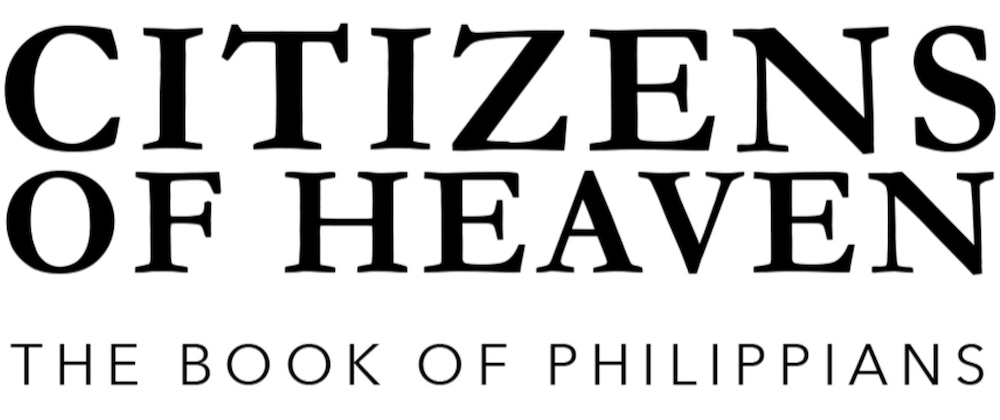 CITIZENS
OF HEAVEN
THE BOOK OF PHILIPPIANS